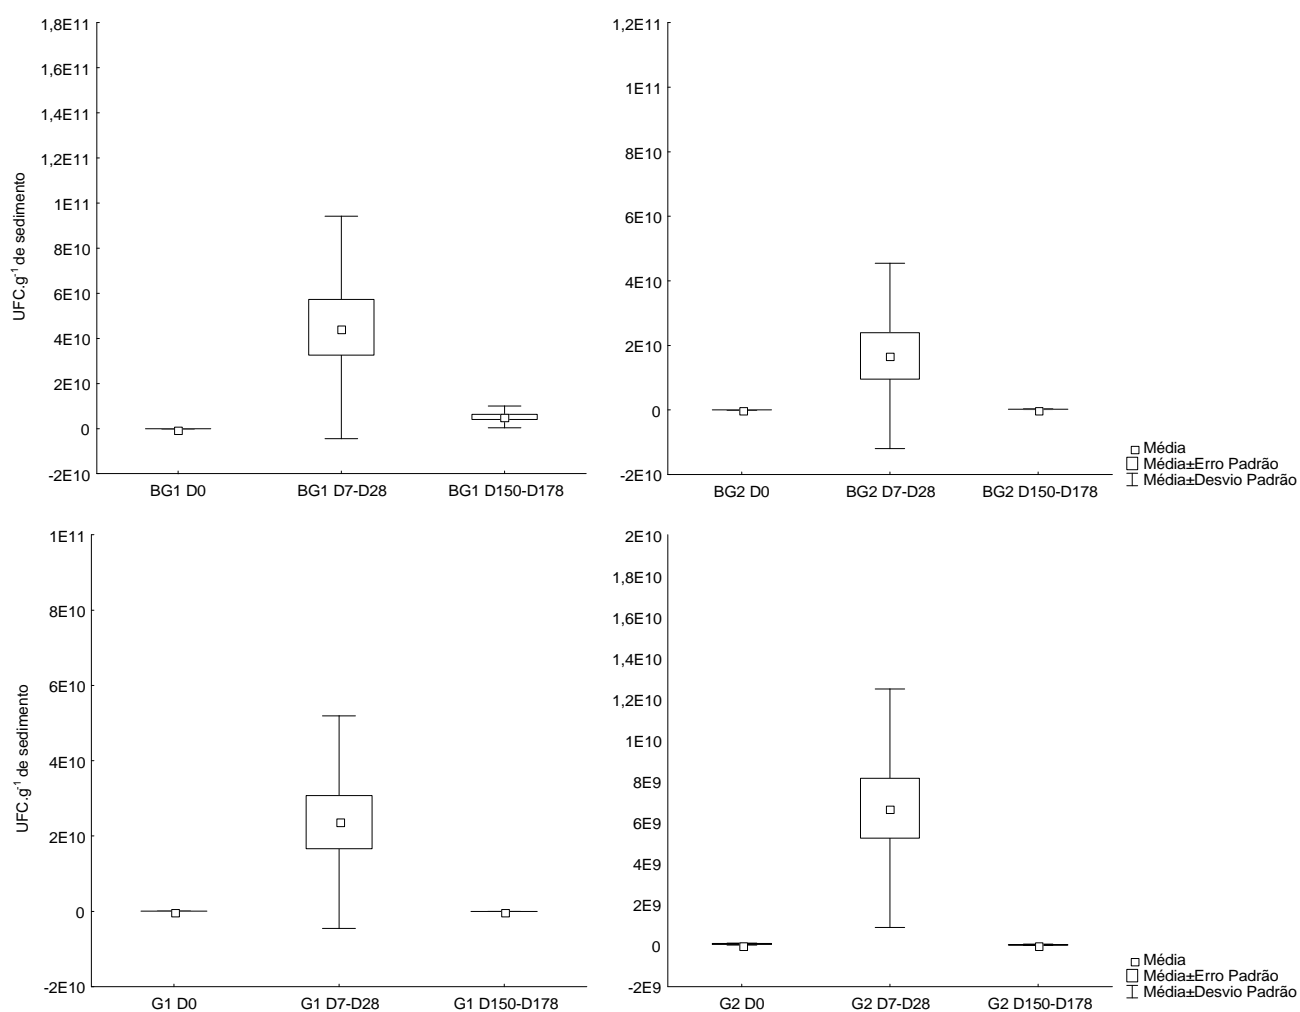 1,8E11
1,6E11
1,4E11
1,2E11
1E11
8E10
6E10
4E10
2E10
0
-2E10
UFC.g-1 de sedimento
BG1 D0
BG1 D7-D28
BG1 D150-D178
1,2E11
1E11
8E10
6E10
4E10
2E10
0
-2E10
BG2 D0
BG2 D7-D28
BG2 D150-D178
Média
Média±Erro Padrão
Média±Desvio Padrão
1E11
8E10
6E10
4E10
2E10
0
-2E10
UFC.g-1 de sedimento
G1 D0
G1 D7-D28
G1 D150-D178
2E10
1,8E10
1,6E10
1,4E10
1,2E10
1E10
8E9
6E9
4E9
2E9
0
-2E9
G2 D0
G2 D7-D28
G2 D150-D178
Média
Média±Erro Padrão
Média±Desvio Padrão